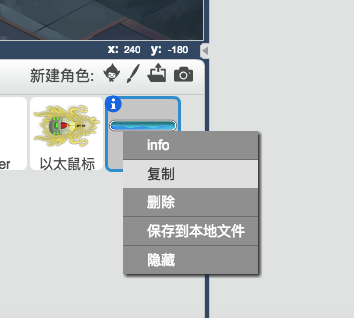 x: 240 y: -180
新建角色:
er
以太鼠标
info
复制
删除
保存到本地文件
隐藏